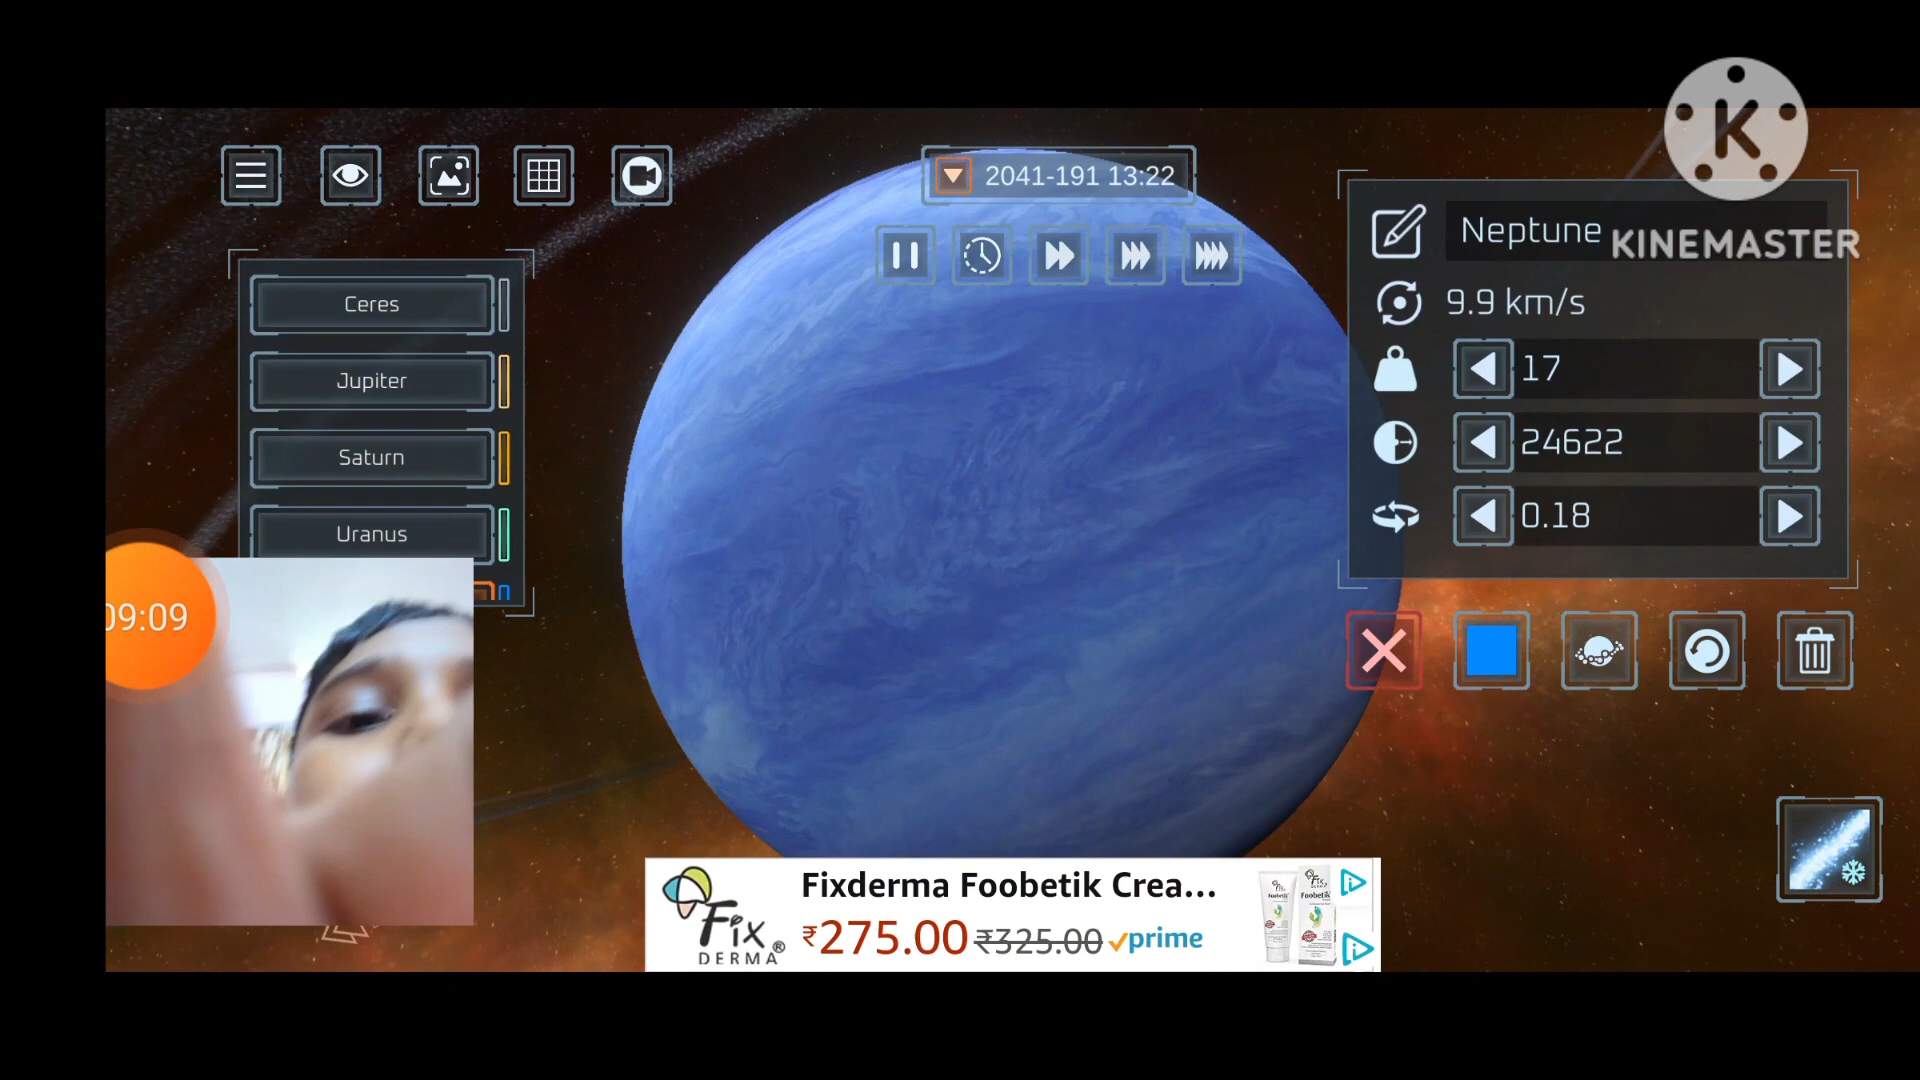 2041-191 13:22
K
KINEMASTER
Ceres
Jupiter
Saturn
Uranus
Neptune
9.9 km/s
17
24622
0.18
09:09
FIX
DERMA®
Fixderma Foobetik Crea...
₹275.00 ₹325.00 prime